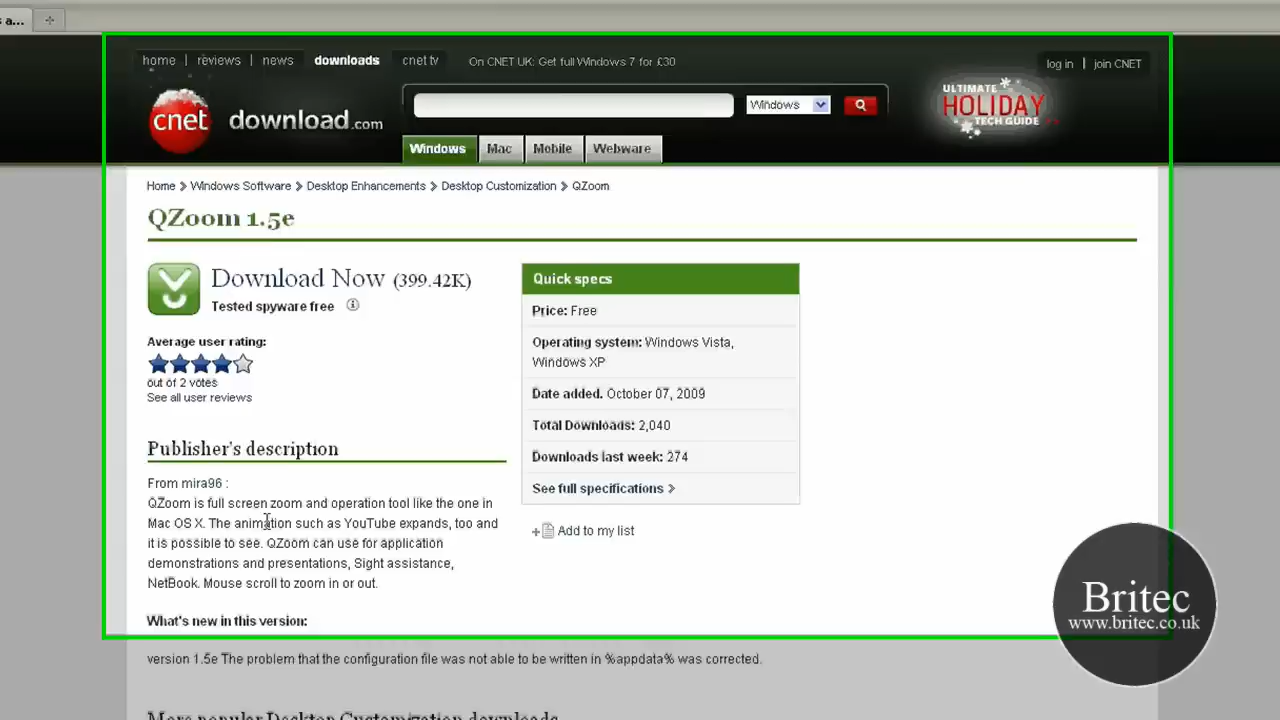 s a...
home | reviews | news downloads cnet tv On CNET UK: Get full Windows 7 for £30
log in | join CNET
cnet download.com
Windows
ULTIMATE
HOLIDAY
TECH GUIDE
Windows Mac Mobile Webware
Home > Windows Software > Desktop Enhancements > Desktop Customization > QZoom
QZoom 1.5e
Download Now (399.42K)
Tested spyware free
Average user rating:
out of 2 votes
See all user reviews
Quick specs
Price: Free
Operating system: Windows Vista,
Windows XP
Date added. October 07, 2009
Total Downloads: 2,040
Downloads last week: 274
See full specifications >
+ Add to my list
Publisher's description
From mira96 :
QZoom is full screen zoom and operation tool like the one in
Mac OS X. The animation such as YouTube expands, too and
it is possible to see. QZoom can use for application
demonstrations and presentations, Sight assistance,
NetBook. Mouse scroll to zoom in or out.
What's new in this version:
version 1.5e The problem that the configuration file was not able to be written in %appdata% was corrected.
More popular Desktop Customization downloads
Britec
www.britec.co.uk